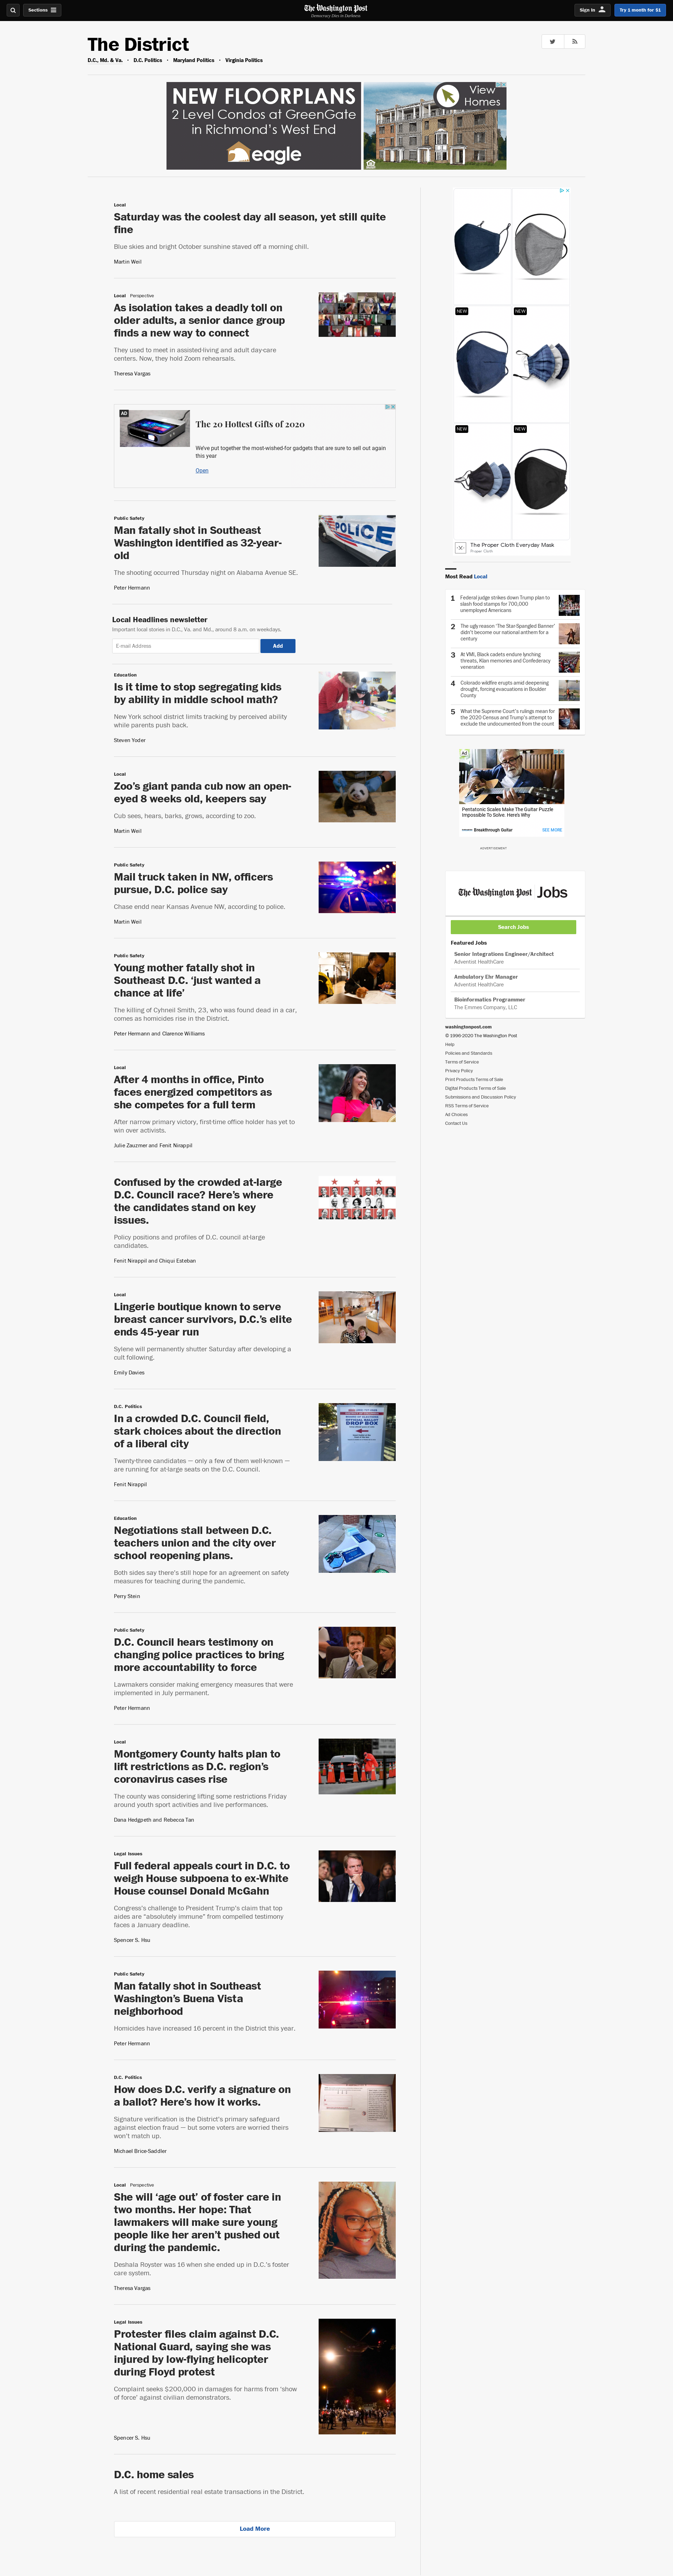 Sections
The Washington Post
Democracy Dies in Darkness
Sign In
Try 1 month for $1
The District
D.C., Md. & Va. • D.C. Politics • Maryland Politics • Virginia Politics
NEW FLOORPLANS
2 Level Condos at GreenGate
in Richmond's West End
eagle
View
Homes
Local
Saturday was the coolest day all season, yet still quite
fine
Blue skies and bright October sunshine staved off a morning chill.
Martin Weil
Local Perspective
As isolation takes a deadly toll on
older adults, a senior dance group
finds a new way to connect
They used to meet in assisted-living and adult day-care
centers. Now, they hold Zoom rehearsals.
Theresa Vargas
AD
The 20 Hottest Gifts of 2020
We've put together the most-wished-for gadgets that are sure to sell out again
this year
Open
Public Safety
Man fatally shot in Southeast
Washington identified as 32-year-
old
The shooting occurred Thursday night on Alabama Avenue SE.
Peter Hermann
POLICE
Local Headlines newsletter
Important local stories in D.C., Va. and Md., around 8 a.m. on weekdays.
E-mail Address
Add
Education
Is it time to stop segregating kids
by ability in middle school math?
New York school district limits tracking by perceived ability
while parents push back.
Steven Yoder
Local
Zoo's giant panda cub now an open-
eyed 8 weeks old, keepers say
Cub sees, hears, barks, grows, according to zoo.
Martin Weil
Public Safety
Mail truck taken in NW, officers
pursue, D.C. police say
Chase endd near Kansas Avenue NW, according to police.
Martin Weil
Public Safety
Young mother fatally shot in
Southeast D.C. ‘just wanted a
chance at life’
The killing of Cyhneil Smith, 23, who was found dead in a car,
comes as homicides rise in the District.
Peter Hermann and Clarence Williams
Local
After 4 months in office, Pinto
faces energized competitors as
she competes for a full term
After narrow primary victory, first-time office holder has yet to
win over activists.
Julie Zauzmer and Fenit Nirappil
Confused by the crowded at-large
D.C. Council race? Here's where
the candidates stand on key
issues.
Policy positions and profiles of D.C. council at-large
candidates.
Fenit Nirappil and Chiqui Esteban
Local
Lingerie boutique known to serve
breast cancer survivors, D.C.'s elite
ends 45-year run
Sylene will permanently shutter Saturday after developing a
cult following.
Emily Davies
D.C. Politics
In a crowded D.C. Council field,
stark choices about the direction
of a liberal city
Twenty-three candidates — only a few of them well-known —
are running for at-large seats on the D.C. Council.
Fenit Nirappil
DROP BOX
Education
Negotiations stall between D.C.
teachers union and the city over
school reopening plans.
Both sides say there's still hope for an agreement on safety
measures for teaching during the pandemic.
Perry Stein
Public Safety
D.C. Council hears testimony on
changing police practices to bring
more accountability to force
Lawmakers consider making emergency measures that were
implemented in July permanent.
Peter Hermann
Local
Montgomery County halts plan to
lift restrictions as D.C. region's
coronavirus cases rise
The county was considering lifting some restrictions Friday
around youth sport activities and live performances.
Dana Hedgpeth and Rebecca Tan
Legal Issues
Full federal appeals court in D.C. to
weigh House subpoena to ex-White
House counsel Donald McGahn
Congress's challenge to President Trump's claim that top
aides are "absolutely immune" from compelled testimony
faces a January deadline.
Spencer S. Hsu
Public Safety
Man fatally shot in Southeast
Washington's Buena Vista
neighborhood
Homicides have increased 16 percent in the District this year.
Peter Hermann
D.C. Politics
How does D.C. verify a signature on
a ballot? Here's how it works.
Signature verification is the District's primary safeguard
against election fraud — but some voters are worried theirs
won't match up.
Michael Brice-Saddler
Local Perspective
She will ‘age out’ of foster care in
two months. Her hope: That
lawmakers will make sure young
people like her aren't pushed out
during the pandemic.
Deshala Royster was 16 when she ended up in D.C.'s foster
care system.
Theresa Vargas
Legal Issues
Protester files claim against D.C.
National Guard, saying she was
injured by low-flying helicopter
during Floyd protest
Complaint seeks $200,000 in damages for harms from ‘show
of force’ against civilian demonstrators.
Spencer S. Hsu
D.C. home sales
A list of recent residential real estate transactions in the District.
Load More
NEW
NEW
NEW
NEW
The Proper Cloth Everyday Mask
Proper Cloth
Most Read Local
1 Federal judge strikes down Trump plan to
slash food stamps for 700,000
unemployed Americans
2 The ugly reason ‘The Star-Spangled Banner’
didn't become our national anthem for a
century
3 At VMI, Black cadets endure lynching
threats, Klan memories and Confederacy
veneration
4 Colorado wildfire erupts amid deepening
drought, forcing evacuations in Boulder
County
5 What the Supreme Court's rulings mean for
the 2020 Census and Trump's attempt to
exclude the undocumented from the count
Ad
Pentatonic Scales Make The Guitar Puzzle
Impossible To Solve. Here's Why
Breakthrough Guitar
SEE MORE
ADVERTISEMENT
The Washington Post Jobs
Search Jobs
Featured Jobs
Senior Integrations Engineer/Architect
Adventist HealthCare
Ambulatory Ehr Manager
Adventist HealthCare
Bioinformatics Programmer
The Emmes Company, LLC
washingtonpost.com
© 1996-2020 The Washington Post
Help
Policies and Standards
Terms of Service
Privacy Policy
Print Products Terms of Sale
Digital Products Terms of Sale
Submissions and Discussion Policy
RSS Terms of Service
Ad Choices
Contact Us